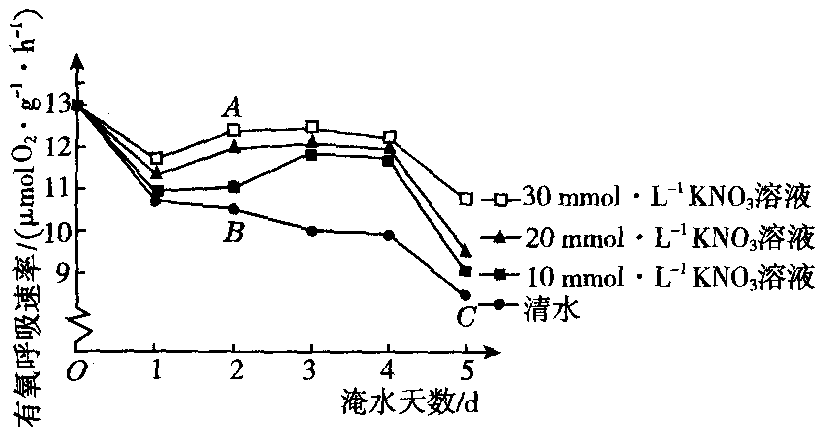 有氧呼吸速率/(μmolO₂·g⁻¹·h⁻¹)
13
12
11
10
9
A
B
C
O 1 2 3 4 5
淹水天数/d
30 mmol·L⁻¹ KNO₃溶液
20 mmol·L⁻¹ KNO₃溶液
10 mmol·L⁻¹ KNO₃溶液
清水